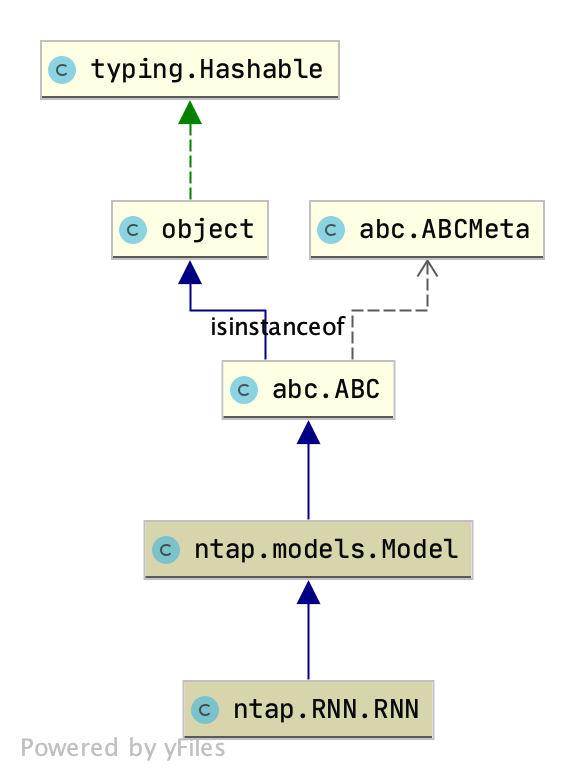 C typing.Hashable
C object
C abc.ABCMeta
isinstanceof
C abc.ABC
C ntap.models.Model
C ntap.RNN.RNN
Powered by yFiles